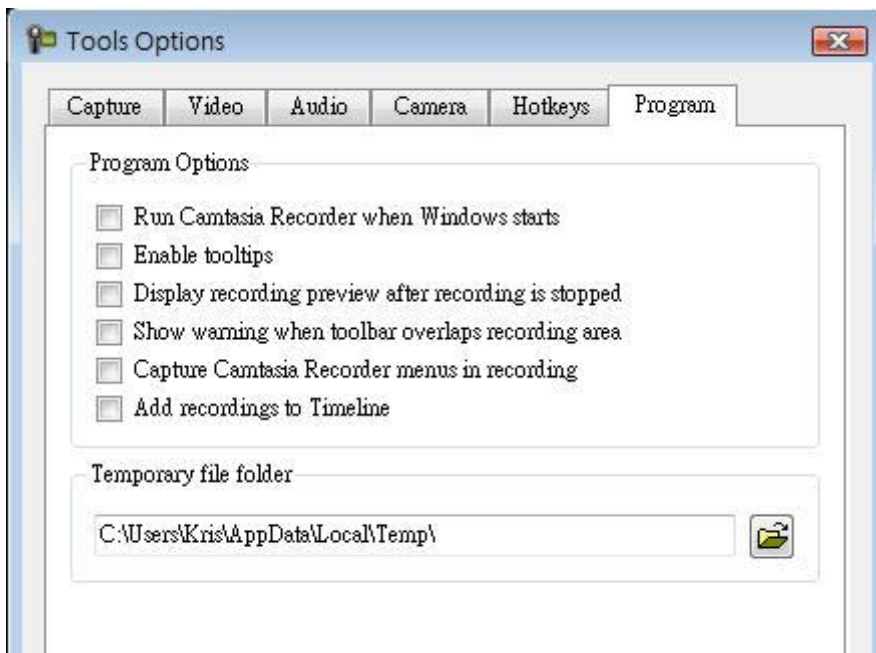 Tools Options
Capture Video Audio Camera Hotkeys Program
Program Options
Run Camtasia Recorder when Windows starts
Enable tooltips
Display recording preview after recording is stopped
Show warning when toolbar overlaps recording area
Capture Camtasia Recorder menus in recording
Add recordings to Timeline
Temporary file folder
C:\Users\Kris\AppData\Local\Temp\